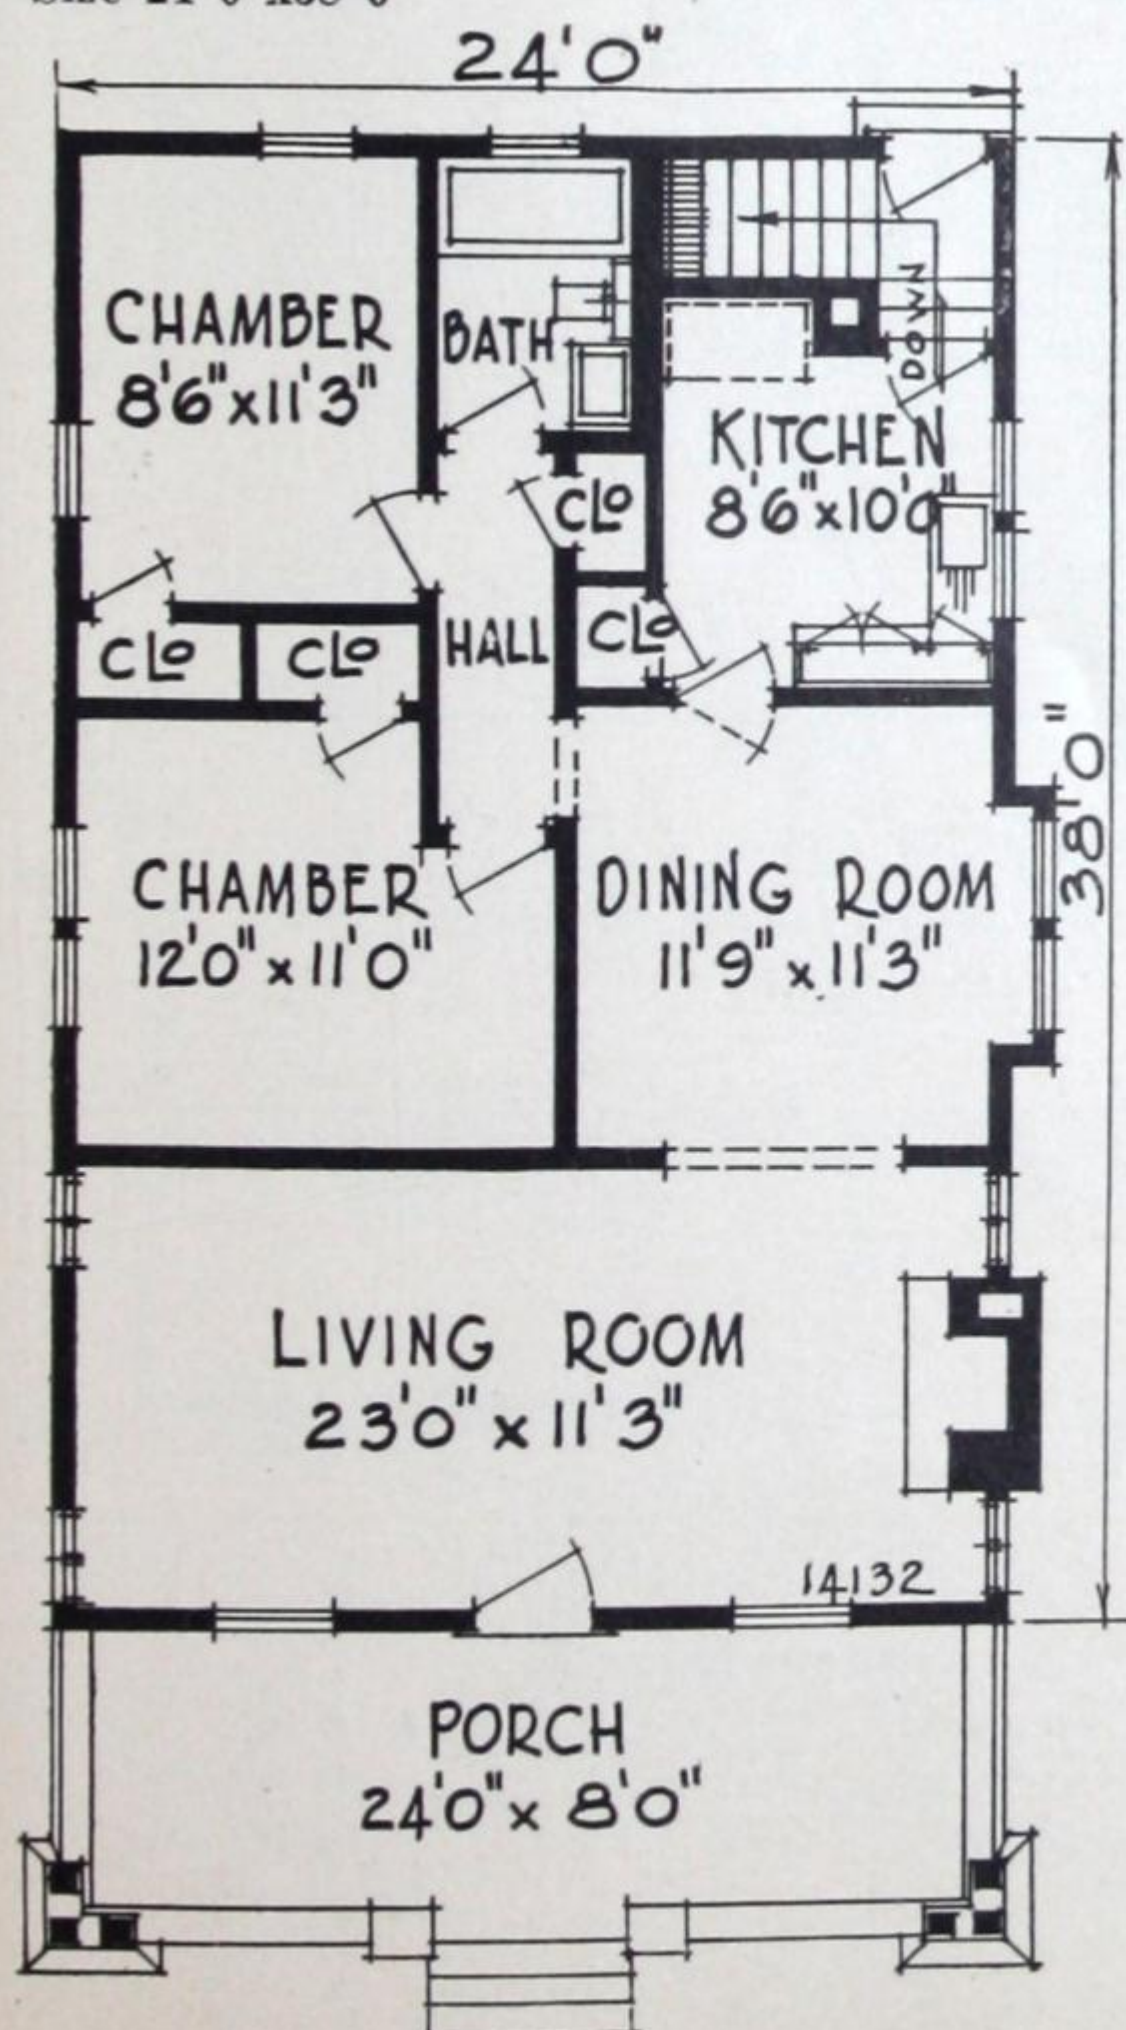 24'0"
CHAMBER
8'6"x11'3"
BATH
DOWN
KITCHEN
8'6"x10'0"
CLO
CLO
CLO
CLO
HALL
38'0"
CHAMBER
12'0"x11'0"
DINING ROOM
11'9"x11'3"
LIVING ROOM
23'0"x11'3"
14132
PORCH
24'0"x 8'0"